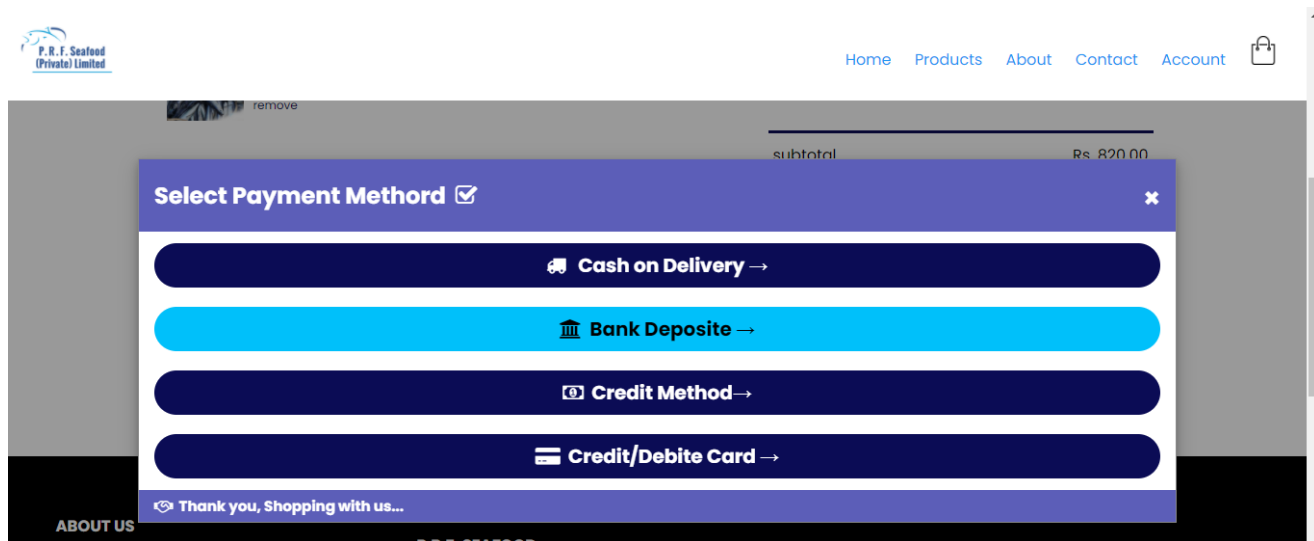 P. R. F. Seafood
(Private) Limited
Home Products About Contact Account
remove
subtotal Rs. 820.00
Select Payment Methord
Cash on Delivery →
Bank Deposite →
Credit Method→
Credit/Debite Card →
Thank you, Shopping with us...
ABOUT US
P.R.F. SEAFOOD